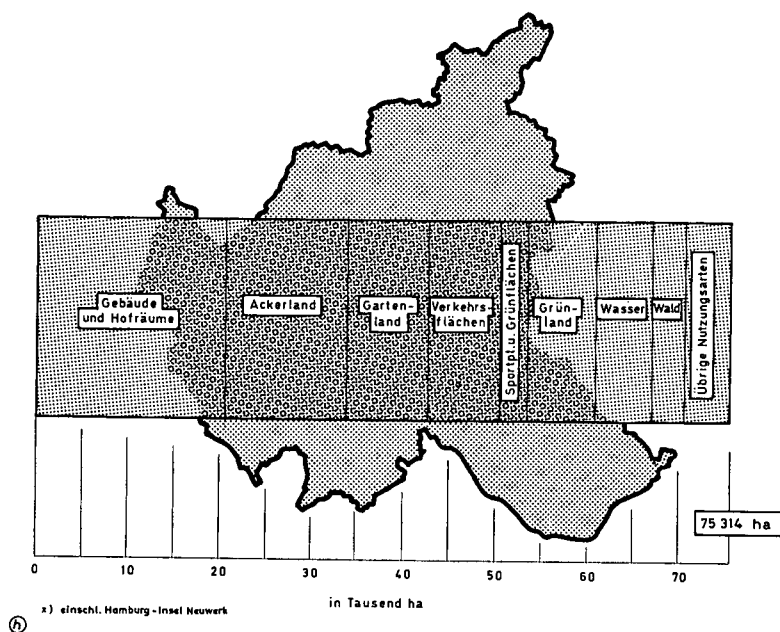 Gebäude
und Hofräume
Ackerland
Garten-
land
Verkehrs-
flächen
Sportpl. u. Grünflächen
Grün-
land
Wasser
Wald
Übrige Nutzungsarten
75 314 ha
0 10 20 30 40 50 60 70
in Tausend ha
x) einschl. Hamburg-Insel Neuwerk
h